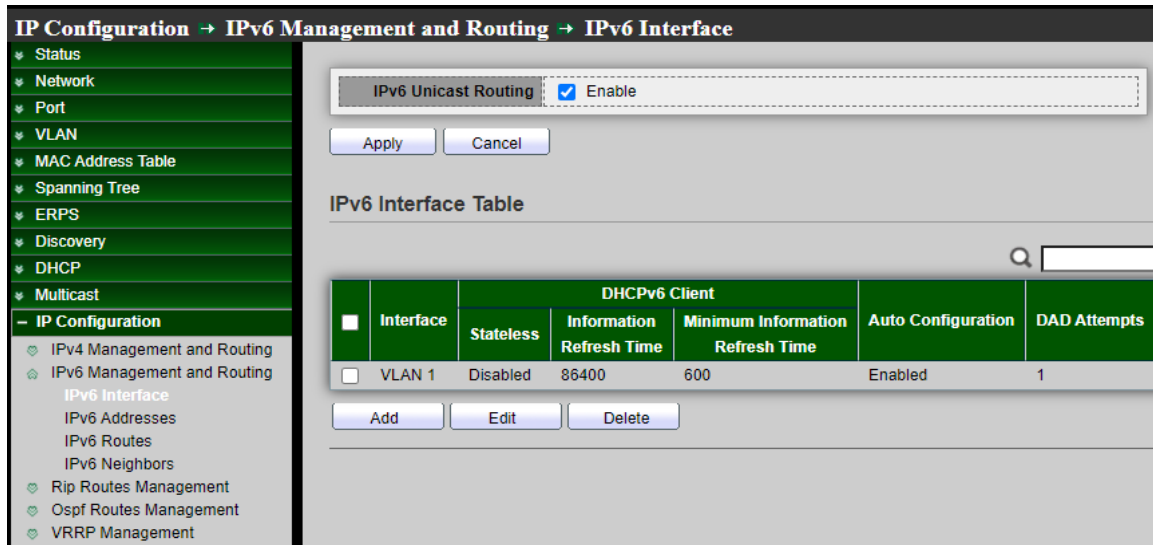 IP Configuration → IPv6 Management and Routing → IPv6 Interface
Status
Network
Port
VLAN
MAC Address Table
Spanning Tree
ERPS
Discovery
DHCP
Multicast
IP Configuration
IPv4 Management and Routing
IPv6 Management and Routing
IPv6 Interface
IPv6 Addresses
IPv6 Routes
IPv6 Neighbors
Rip Routes Management
Ospf Routes Management
VRRP Management
IPv6 Unicast Routing Enable
Apply Cancel
IPv6 Interface Table
DHCPv6 Client
Interface Stateless Information Refresh Time Minimum Information Refresh Time Auto Configuration DAD Attempts
VLAN 1 Disabled 86400 600 Enabled 1
Add Edit Delete